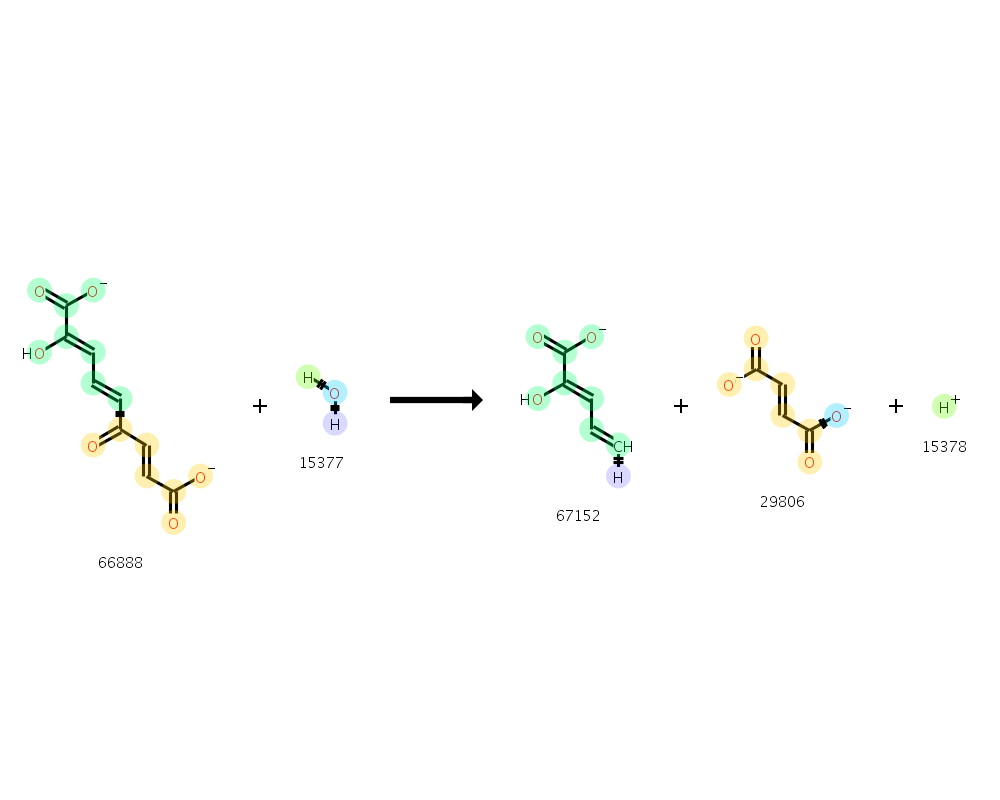 O O−
HO
O
O−
O
+
H O H
15377
66888
O O−
HO
CH
H
67152
+
O
O−
O−
O
29806
+
H+
15378